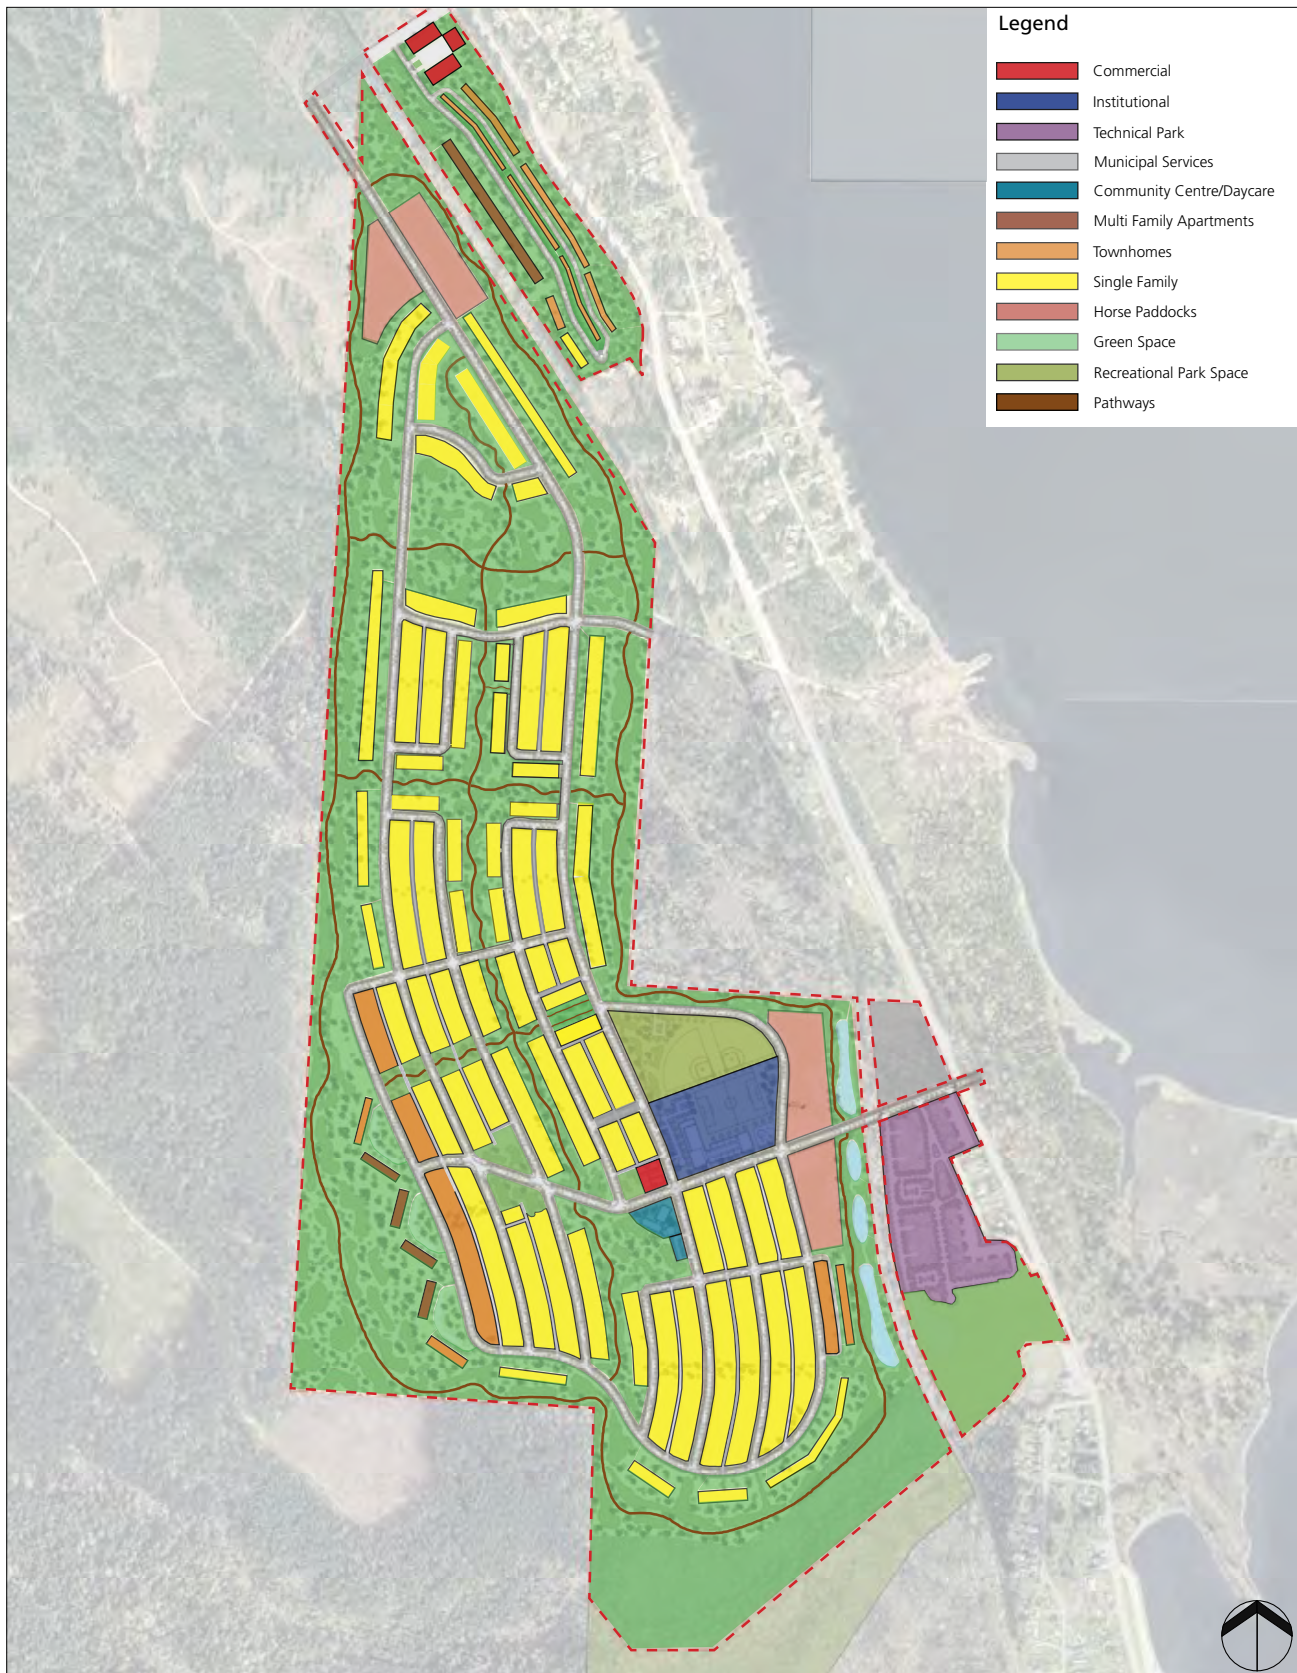 Legend
Commercial
Institutional
Technical Park
Municipal Services
Community Centre/Daycare
Multi Family Apartments
Townhomes
Single Family
Horse Paddocks
Green Space
Recreational Park Space
Pathways